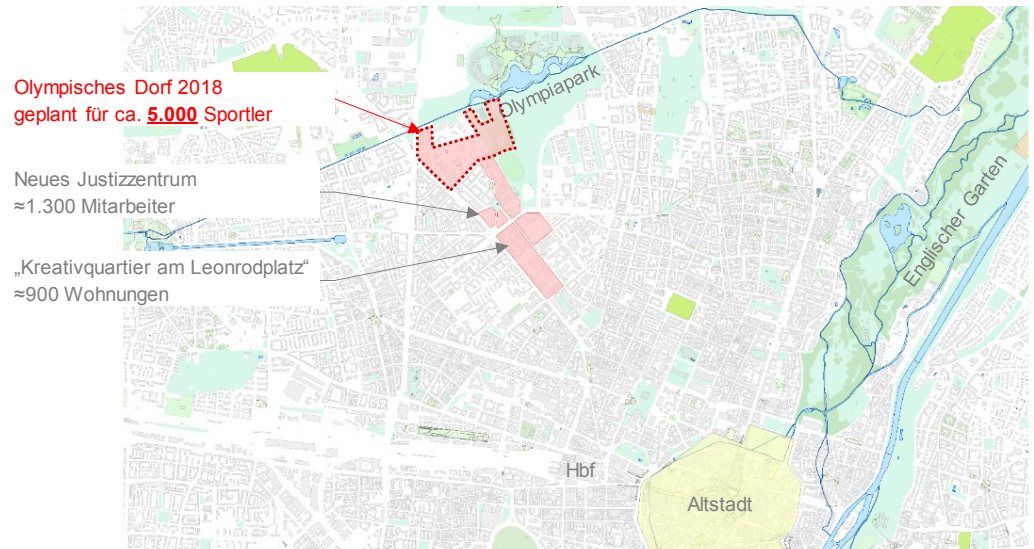 Olympisches Dorf 2018
geplant für ca. 5.000 Sportler
Neues Justizzentrum
≈1.300 Mitarbeiter
„Kreativquartier am Leonrodplatz“
≈900 Wohnungen
Olympiapark
Englischer Garten
Hbf
Altstadt